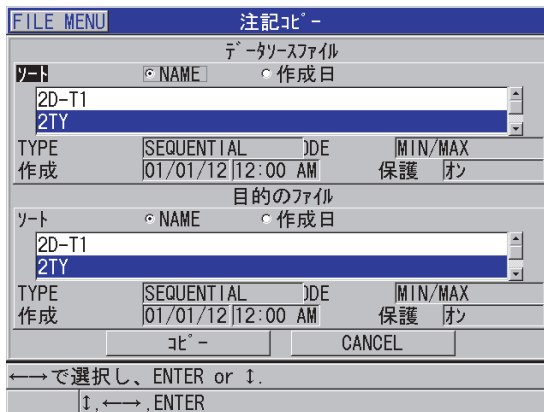 FILE MENU 注記ｺﾋﾟｰ
ﾃﾞｰﾀｿｰｽﾌｧｲﾙ
ｿｰﾄ NAME 作成日
2D-T1
2TY
TYPE SEQUENTIAL ODE MIN/MAX
作成 01/01/12 12:00 AM 保護 ｵﾝ
目的のﾌｧｲﾙ
ｿｰﾄ NAME 作成日
2D-T1
2TY
TYPE SEQUENTIAL ODE MIN/MAX
作成 01/01/12 12:00 AM 保護 ｵﾝ
ｺﾋﾟｰ CANCEL
←→で選択し、ENTER or ↕.
↕,←→,ENTER